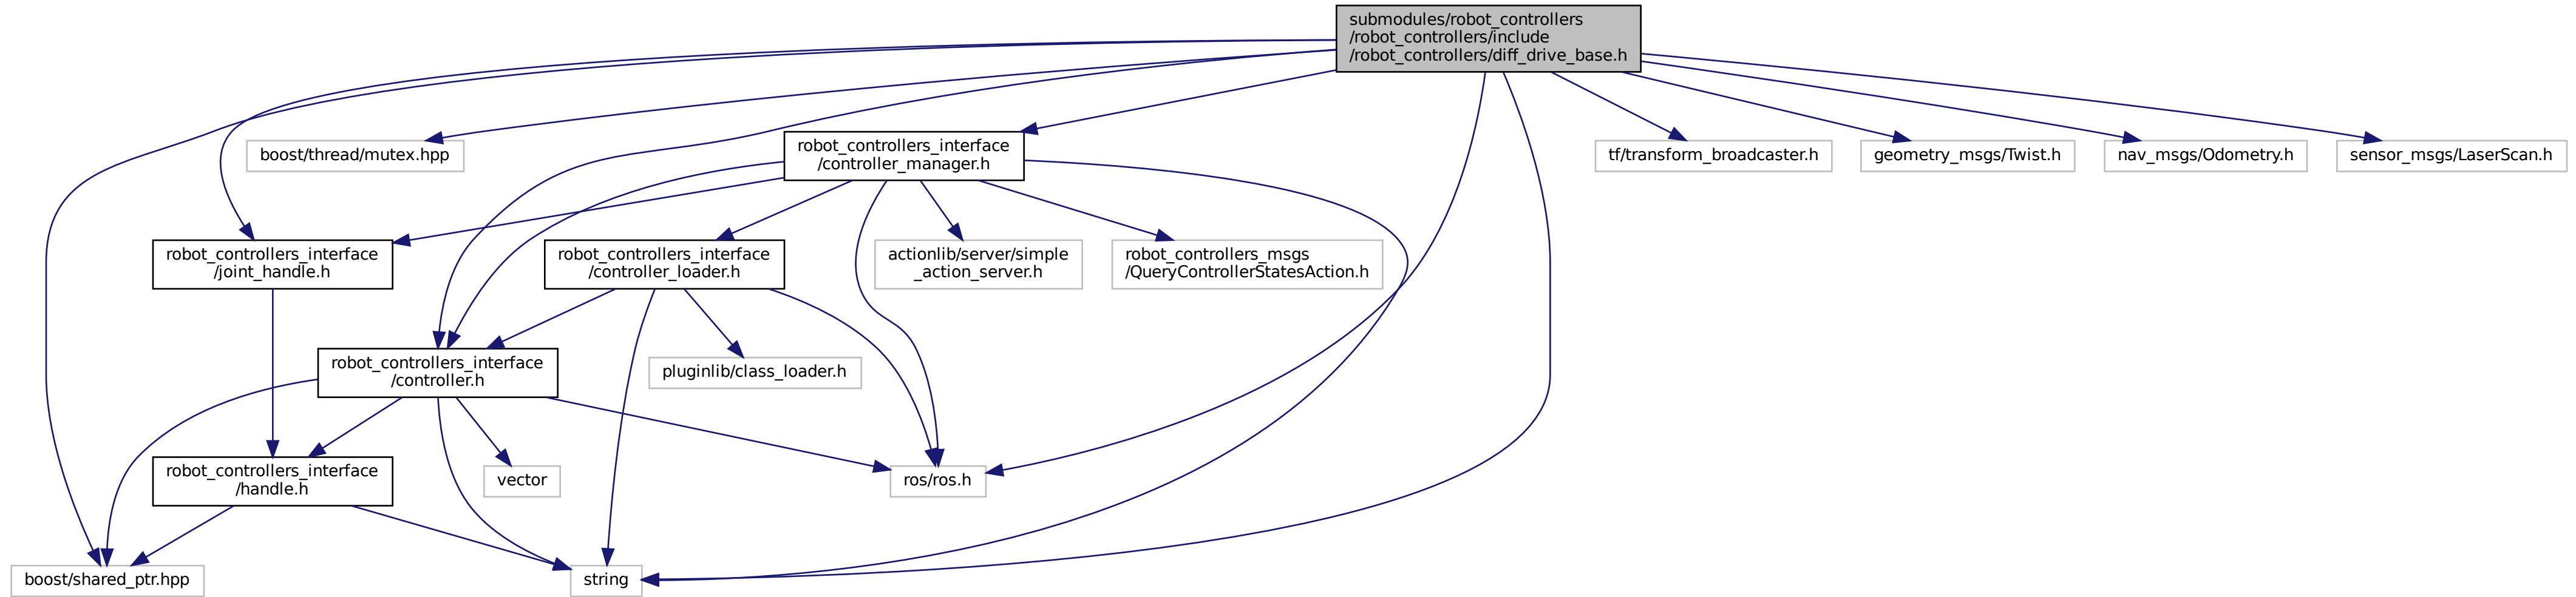 submodules/robot_controllers
/robot_controllers/include
/robot_controllers/diff_drive_base.h
boost/thread/mutex.hpp
robot_controllers_interface
/controller_manager.h
tf/transform_broadcaster.h
geometry_msgs/Twist.h
nav_msgs/Odometry.h
sensor_msgs/LaserScan.h
robot_controllers_interface
/joint_handle.h
robot_controllers_interface
/controller_loader.h
actionlib/server/simple
_action_server.h
robot_controllers_msgs
/QueryControllerStatesAction.h
robot_controllers_interface
/controller.h
pluginlib/class_loader.h
robot_controllers_interface
/handle.h
vector
ros/ros.h
boost/shared_ptr.hpp
string